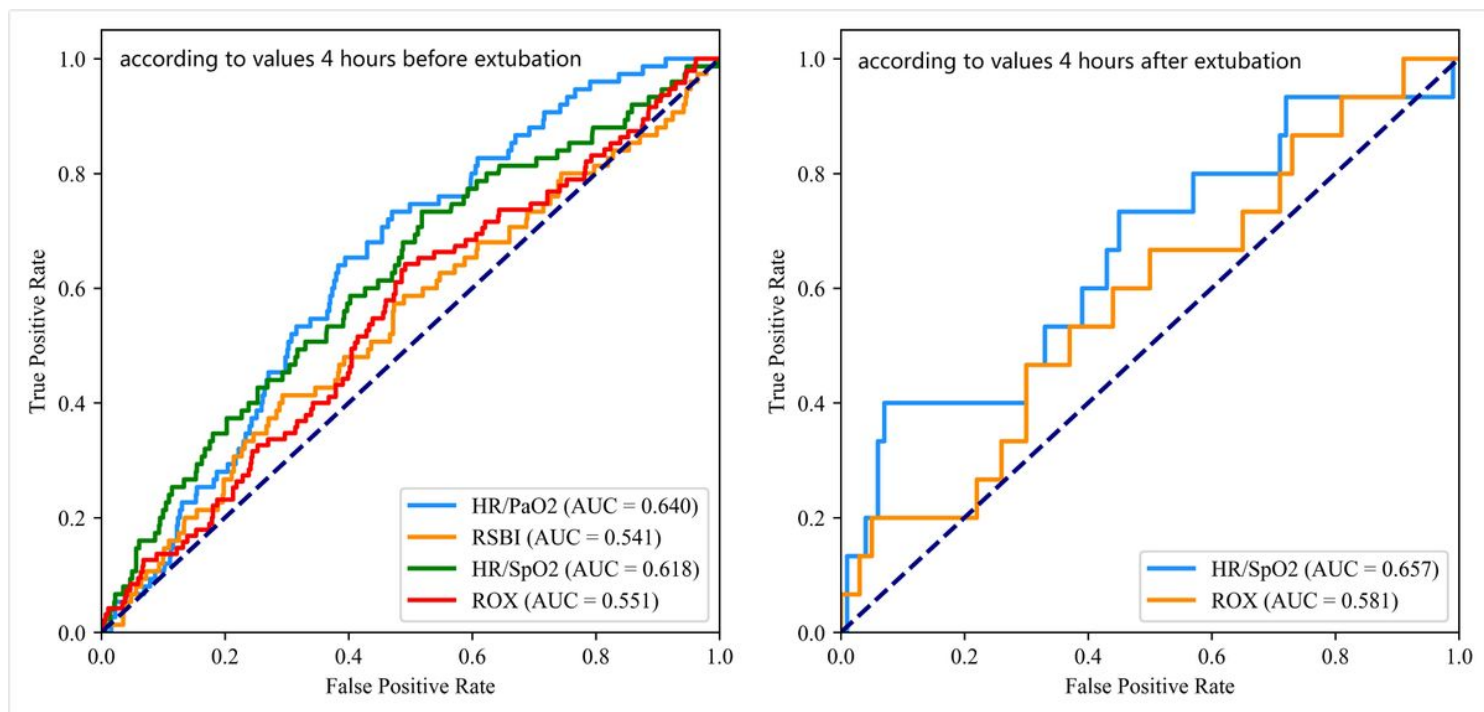 according to values 4 hours before extubation
True Positive Rate
1.0
0.8
0.6
0.4
0.2
0.0
HR/PaO2 (AUC = 0.640)
RSBI (AUC = 0.541)
HR/SpO2 (AUC = 0.618)
ROX (AUC = 0.551)
0.0 0.2 0.4 0.6 0.8 1.0
False Positive Rate
according to values 4 hours after extubation
True Positive Rate
1.0
0.8
0.6
0.4
0.2
0.0
HR/SpO2 (AUC = 0.657)
ROX (AUC = 0.581)
0.0 0.2 0.4 0.6 0.8 1.0
False Positive Rate